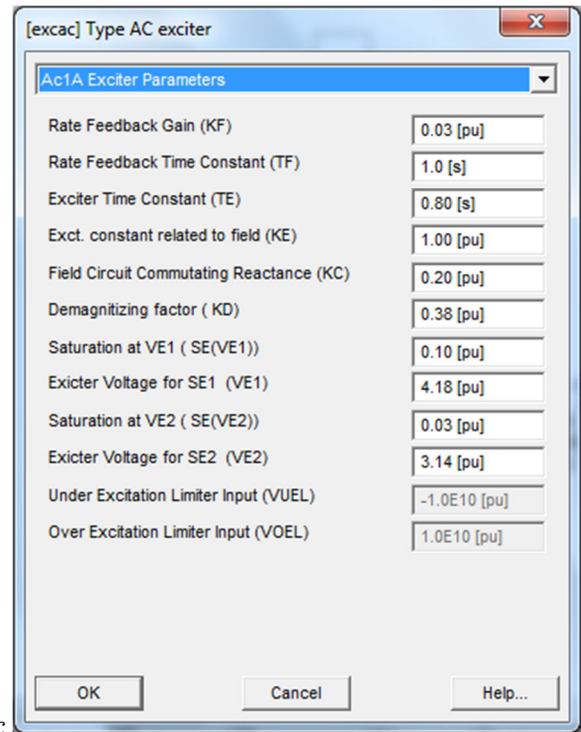 [excac] Type AC exciter
Ac1A Exciter Parameters
Rate Feedback Gain (KF) 0.03 [pu]
Rate Feedback Time Constant (TF) 1.0 [s]
Exciter Time Constant (TE) 0.80 [s]
Exct. constant related to field (KE) 1.00 [pu]
Field Circuit Commutating Reactance (KC) 0.20 [pu]
Demagnitizing factor ( KD) 0.38 [pu]
Saturation at VE1 ( SE(VE1)) 0.10 [pu]
Exicter Voltage for SE1 (VE1) 4.18 [pu]
Saturation at VE2 ( SE(VE2)) 0.03 [pu]
Exicter Voltage for SE2 (VE2) 3.14 [pu]
Under Excitation Limiter Input (VUEL) -1.0E10 [pu]
Over Excitation Limiter Input (VOEL) 1.0E10 [pu]
OK Cancel Help...